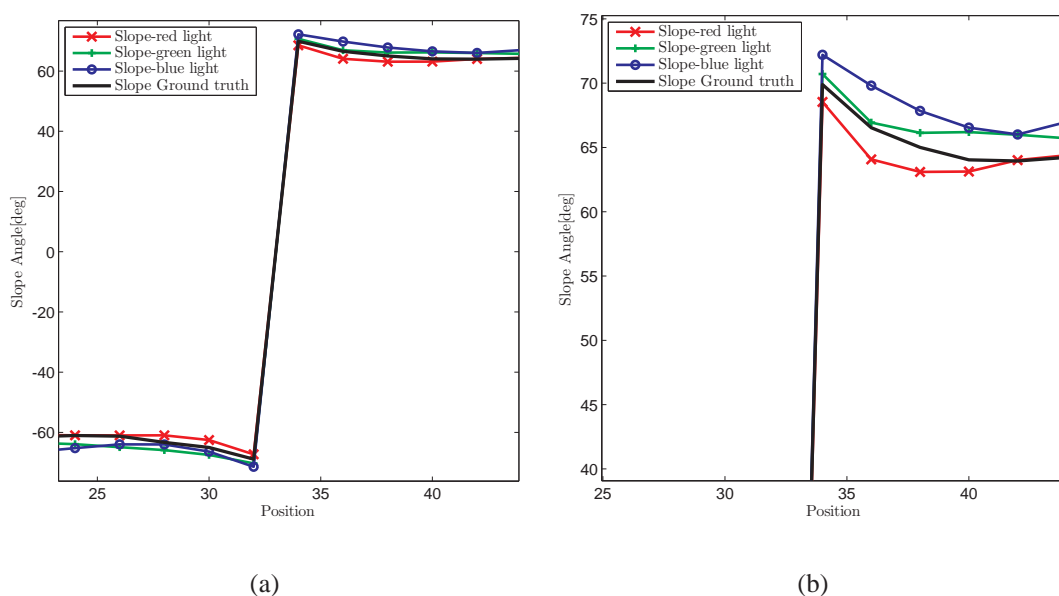 Slope-red light
Slope-green light
Slope-blue light
Slope Ground truth
60
40
20
0
-20
-40
-60
Slope Angle[deg]
25 30 35 40
Position
(a)
Slope-red light
Slope-green light
Slope-blue light
Slope Ground truth
75
70
65
60
55
50
45
40
Slope Angle[deg]
25 30 35 40
Position
(b)